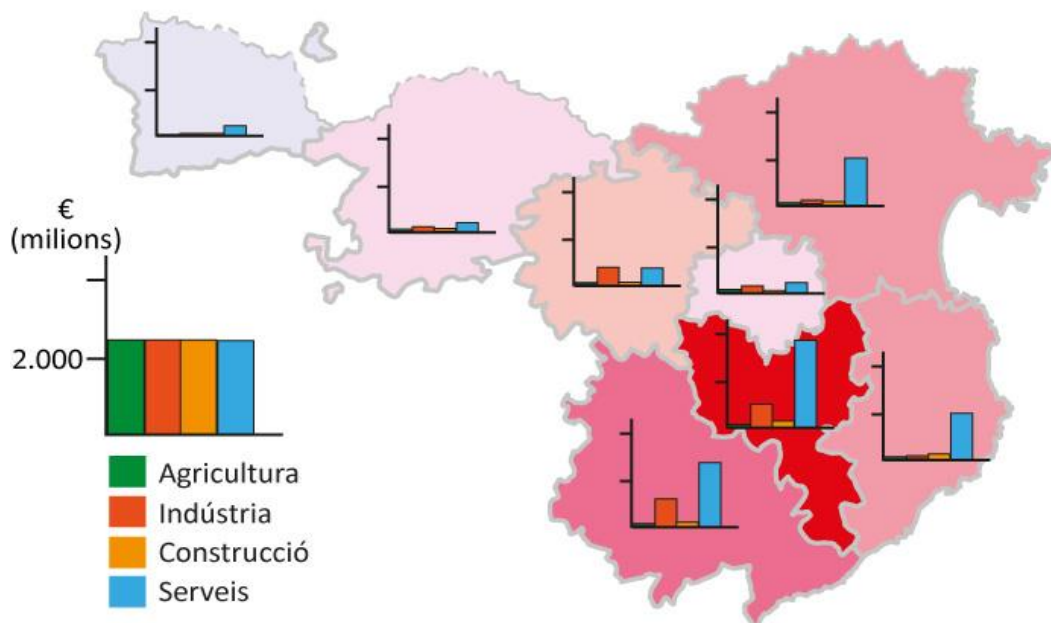 €
(milions)
2.000
Agricultura
Indústria
Construcció
Serveis